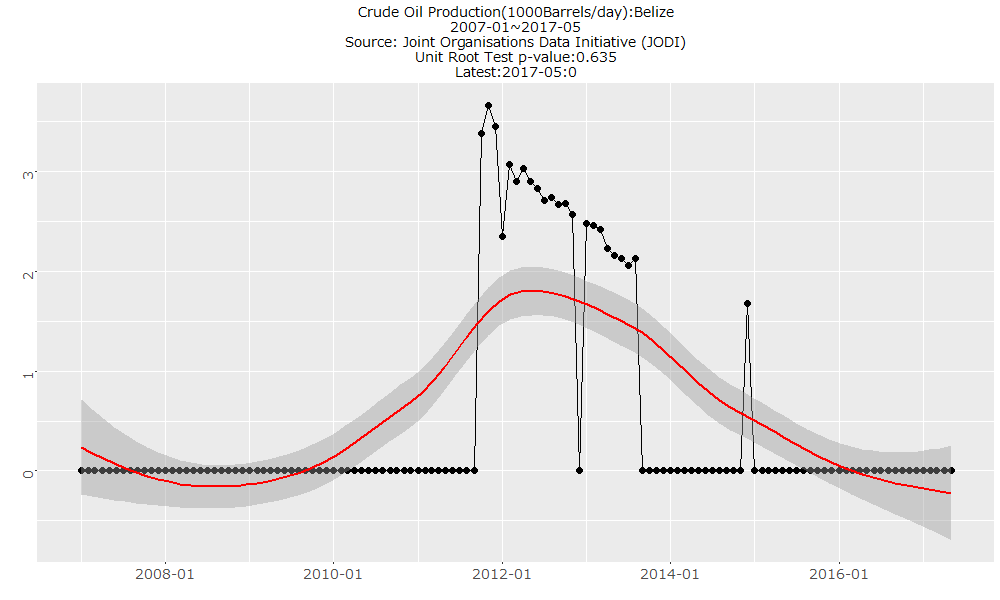 Crude Oil Production(1000Barrels/day):Belize
2007-01~2017-05
Source: Joint Organisations Data Initiative (JODI)
Unit Root Test p-value:0.635
Latest:2017-05:0
3
2
1
0
2008-01 2010-01 2012-01 2014-01 2016-01